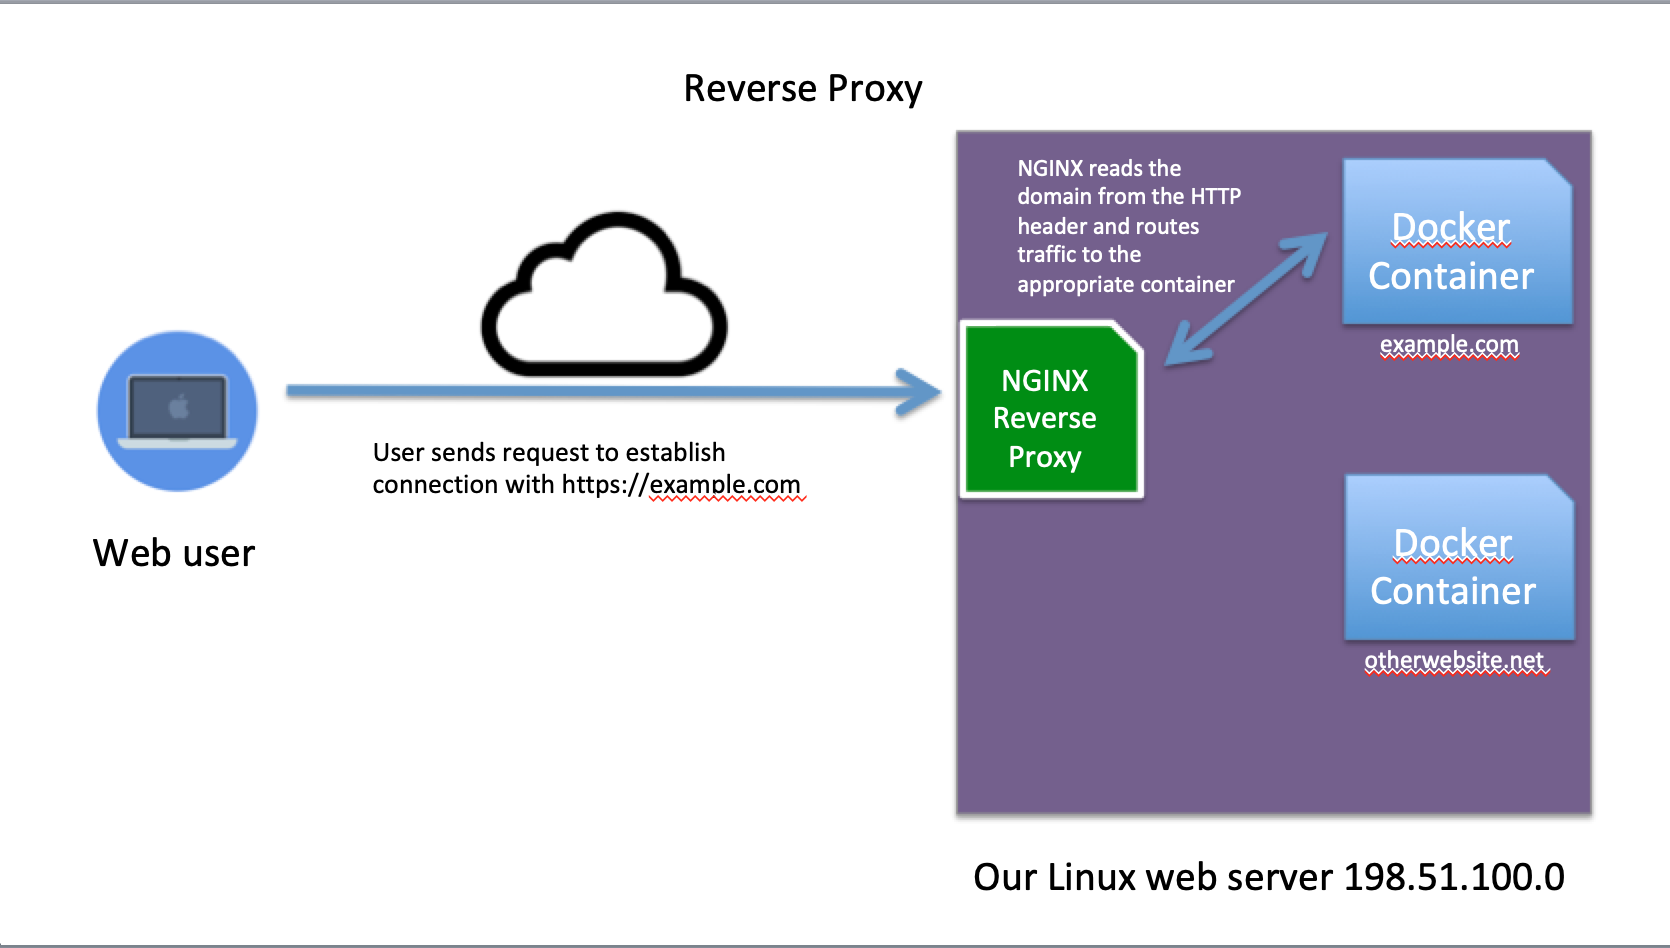 Reverse Proxy
NGINX reads the
domain from the HTTP
header and routes
traffic to the
appropriate container
Docker
Container
example.com
NGINX
Reverse
Proxy
User sends request to establish
connection with https://example.com
Web user
Docker
Container
otherwebsite.net
Our Linux web server 198.51.100.0